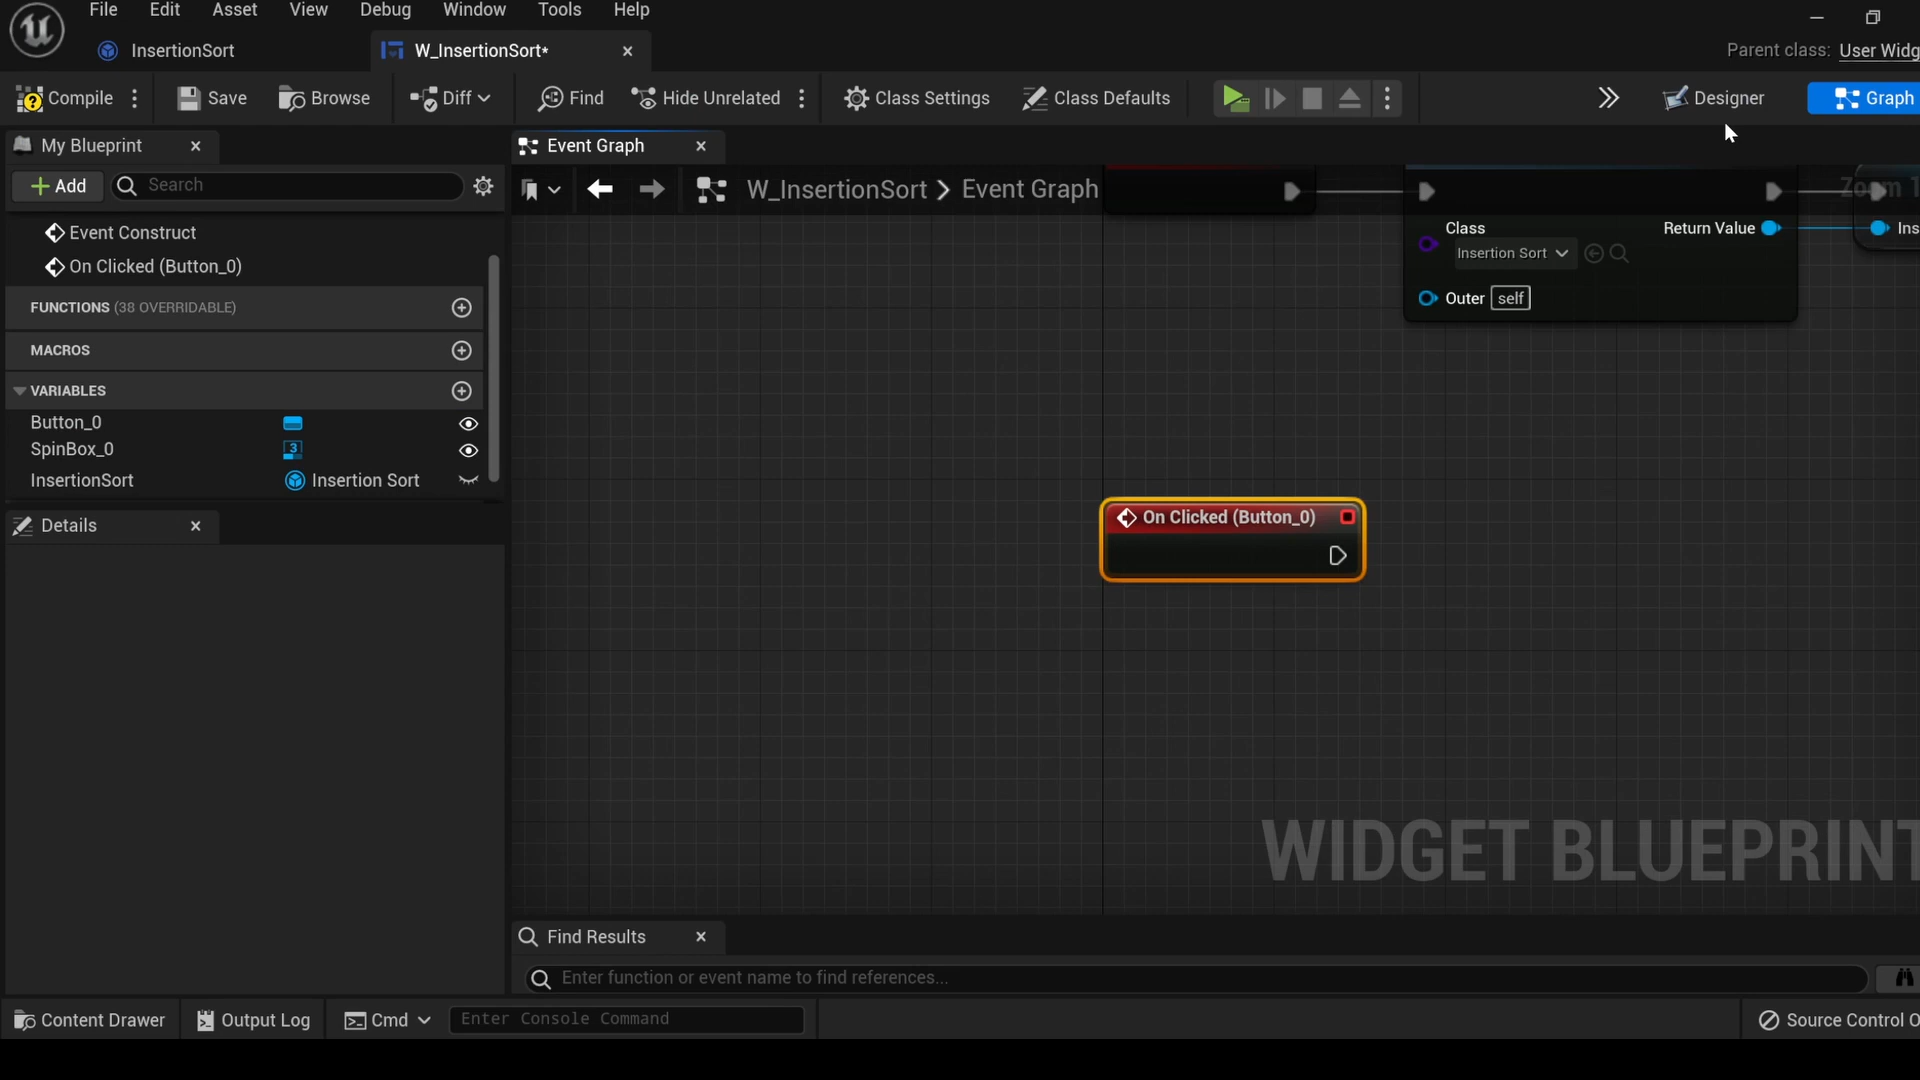 File Edit Asset View Debug Window Tools Help
InsertionSort W_InsertionSort* Parent class: User Widg
Compile Save Browse Diff Find Hide Unrelated Class Settings Class Defaults Designer Graph
My Blueprint Event Graph
Add Search W_InsertionSort > Event Graph Zoom 1
Event Construct
On Clicked (Button_0)
Class Return Value Ins
Insertion Sort
Outer self
FUNCTIONS (38 OVERRIDABLE)
MACROS
VARIABLES
Button_0
SpinBox_0 3
InsertionSort Insertion Sort
Details
On Clicked (Button_0)
WIDGET BLUEPRINT
Find Results
Enter function or event name to find references...
Content Drawer Output Log Cmd Enter Console Command Source Control O